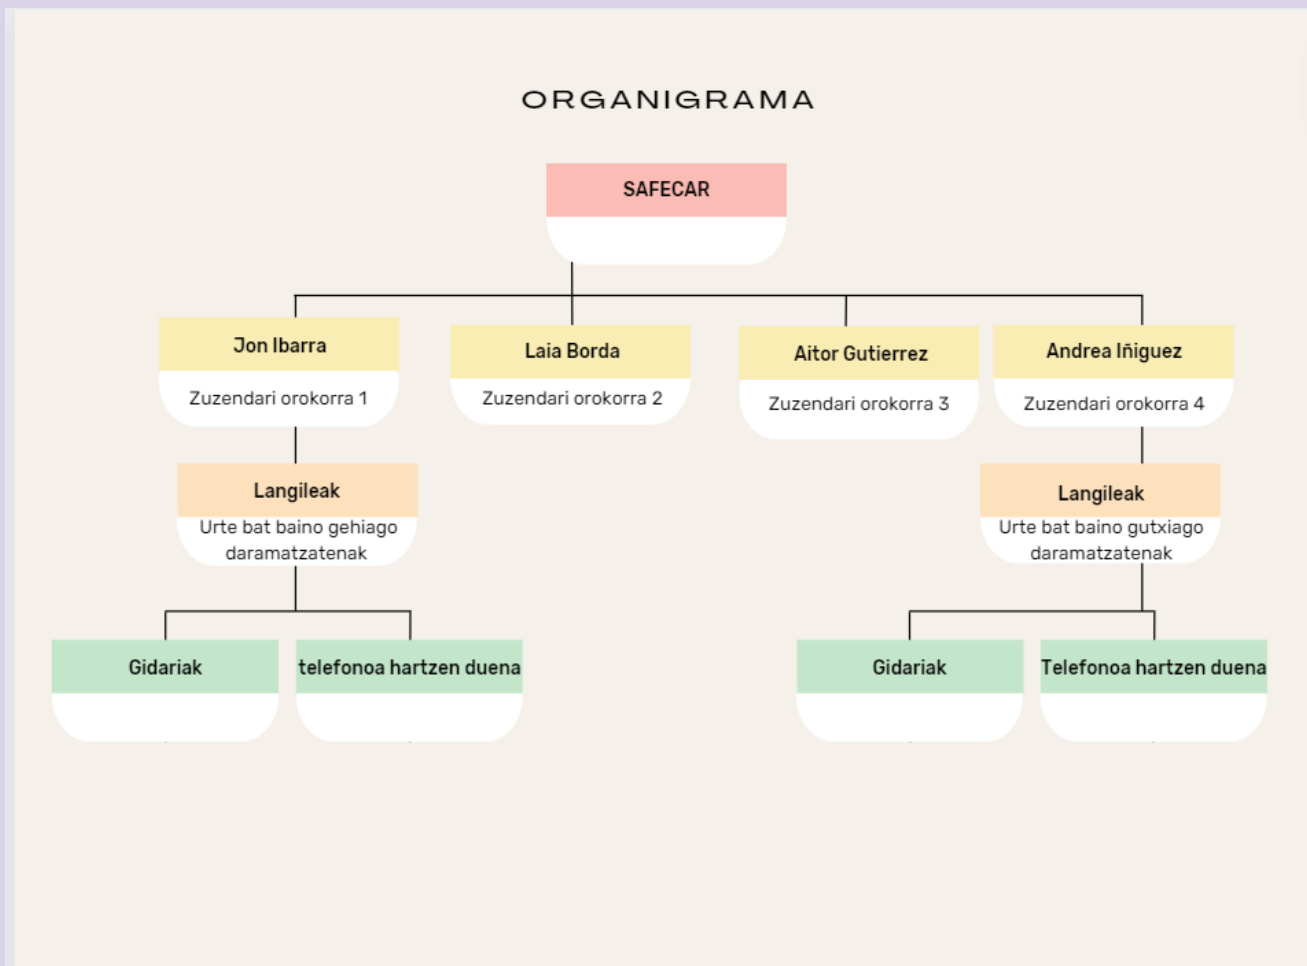 ORGANIGRAMA
SAFECAR
Jon Ibarra
Zuzendari orokorra 1
Laia Borda
Zuzendari orokorra 2
Aitor Gutierrez
Zuzendari orokorra 3
Andrea Iñiguez
Zuzendari orokorra 4
Langileak
Urte bat baino gehiago
daramatzatenak
Langileak
Urte bat baino gutxiago
daramatzatenak
Gidariak
telefonoa hartzen duena
Gidariak
Telefonoa hartzen duena